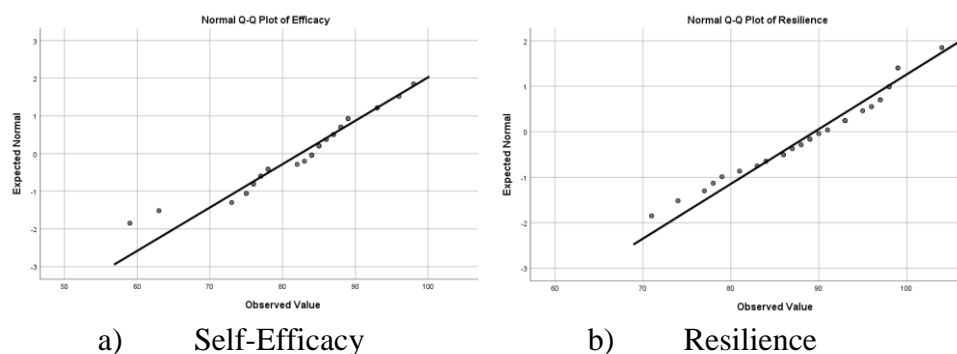 Normal Q-Q Plot of Efficacy
3
2
1
0
-1
-2
-3
Expected Normal
50 60 70 80 90 100
Observed Value
Normal Q-Q Plot of Resilience
2
1
0
-1
-2
-3
Expected Normal
60 70 80 90 100
Observed Value
a) Self-Efficacy
b) Resilience